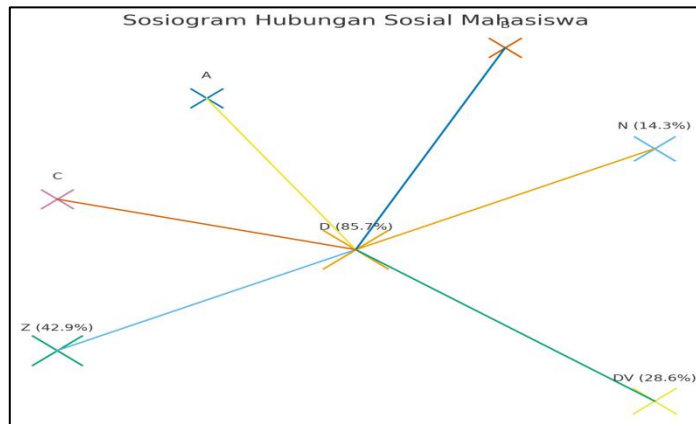 Sosiogram Hubungan Sosial Mahasiswa
A
N (14.3%)
C
D (85.7%)
Z (42.9%)
DV (28.6%)